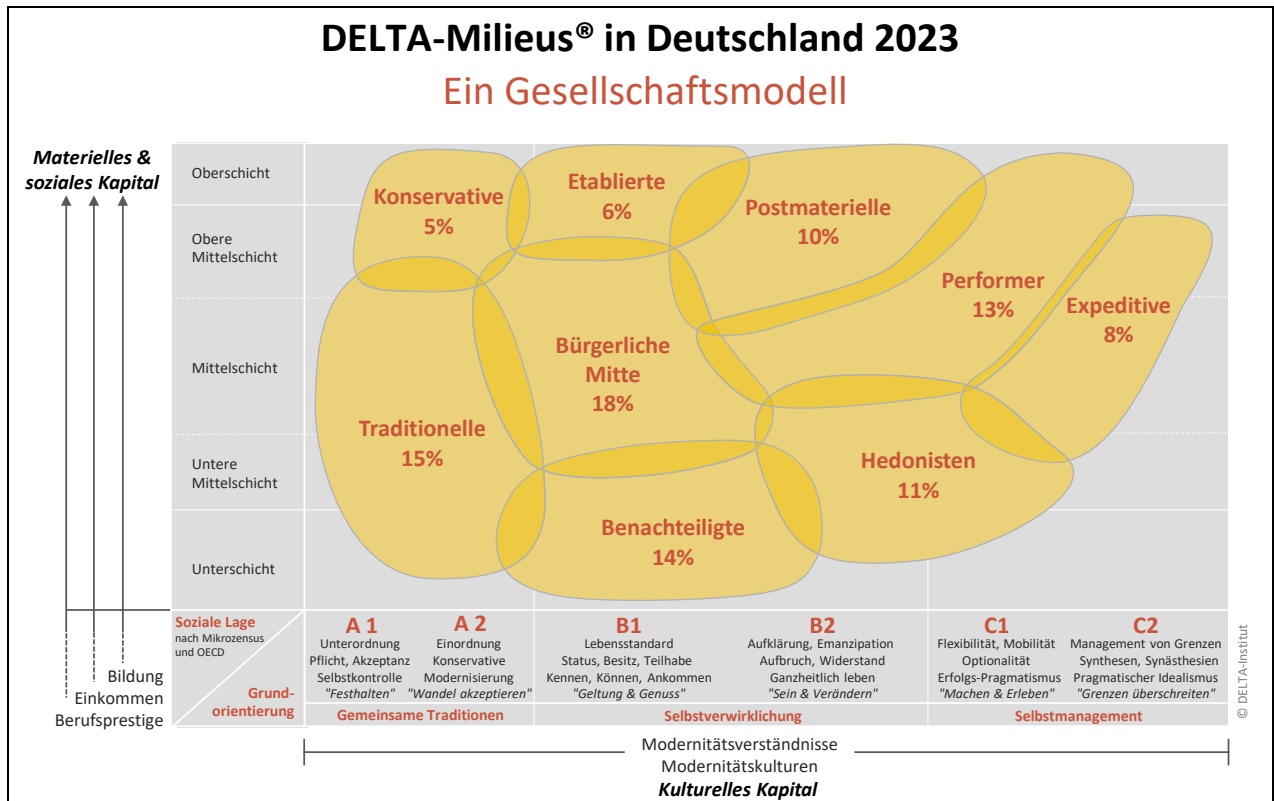 DELTA-Milieus® in Deutschland 2023
Ein Gesellschaftsmodell
Materielles &
soziales Kapital
Oberschicht
Obere
Mittelschicht
Mittelschicht
Untere
Mittelschicht
Unterschicht
Konservative
5%
Etablierte
6%
Postmaterielle
10%
Performer
13%
Expeditive
8%
Bürgerliche
Mitte
18%
Traditionelle
15%
Hedonisten
11%
Benachteiligte
14%
Soziale Lage
nach Mikrozensus
und OECD
Grund-
orientierung
Bildung
Einkommen
Berufsprestige
A 1
Unterordnung
Pflicht, Akzeptanz
Selbstkontrolle
"Festhalten"
A 2
Einordnung
Konservative
Modernisierung
"Wandel akzeptieren"
B1
Lebensstandard
Status, Besitz, Teilhabe
Kennen, Können, Ankommen
"Geltung & Genuss"
B2
Aufklärung, Emanzipation
Aufbruch, Widerstand
Ganzheitlich leben
"Sein & Verändern"
C1
Flexibilität, Mobilität
Optionalität
Erfolgs-Pragmatismus
"Machen & Erleben"
C2
Management von Grenzen
Synthesen, Synästhesien
Pragmatischer Idealismus
"Grenzen überschreiten"
Gemeinsame Traditionen
Selbstverwirklichung
Selbstmanagement
Modernitätsverständnisse
Modernitätskulturen
Kulturelles Kapital
© DELTA-Institut